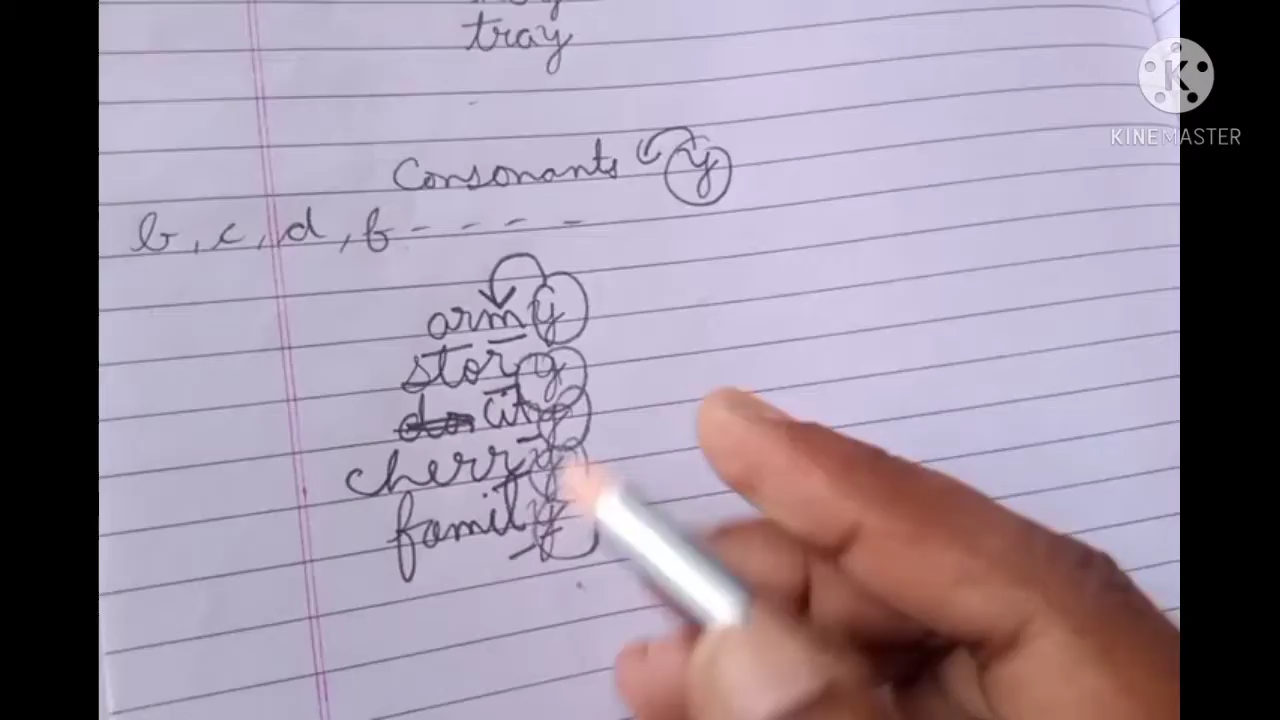 tray
Consonants y
b, c, d, f - - - -
army
story
city
cherry
family
KINEMASTER